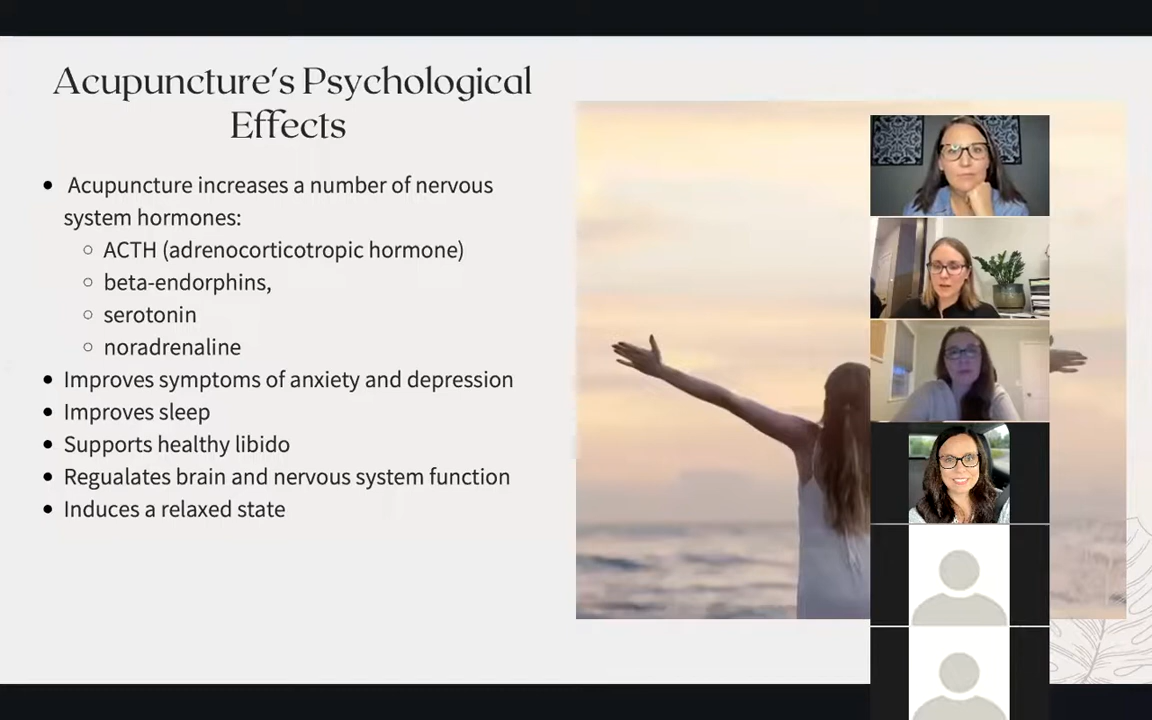 Acupuncture's Psychological
Effects
• Acupuncture increases a number of nervous
system hormones:
○ ACTH (adrenocorticotropic hormone)
○ beta-endorphins,
○ serotonin
○ noradrenaline
• Improves symptoms of anxiety and depression
• Improves sleep
• Supports healthy libido
• Regualates brain and nervous system function
• Induces a relaxed state